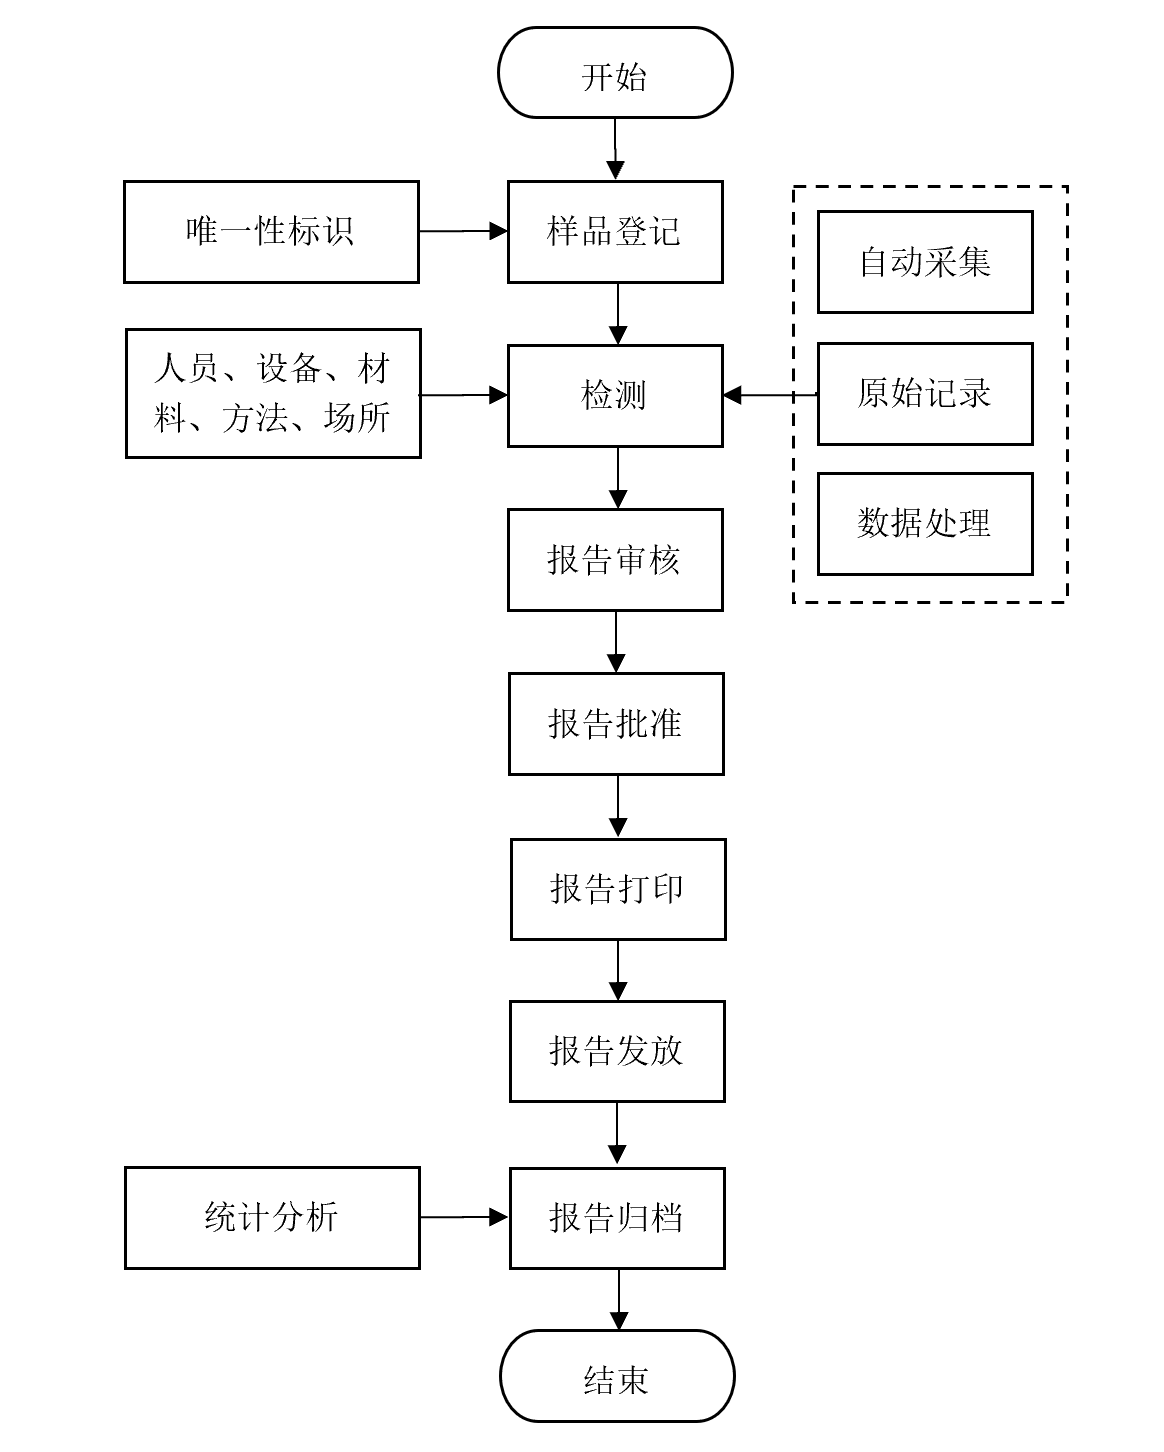 开始
唯一性标识
样品登记
自动采集
人员、设备、材
料、方法、场所
检测
原始记录
数据处理
报告审核
报告批准
报告打印
报告发放
统计分析
报告归档
结束